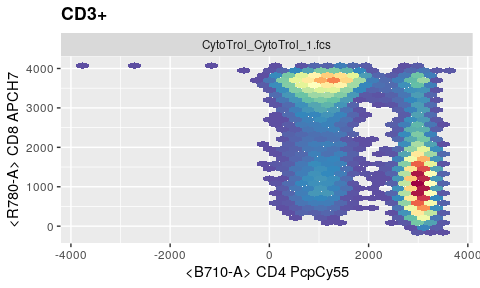 CD3+
CytoTrol_CytoTrol_1.fcs
<R780-A> CD8 APCH7
4000
3000
2000
1000
0
-4000 -2000 0 2000 4000
<B710-A> CD4 PcpCy55